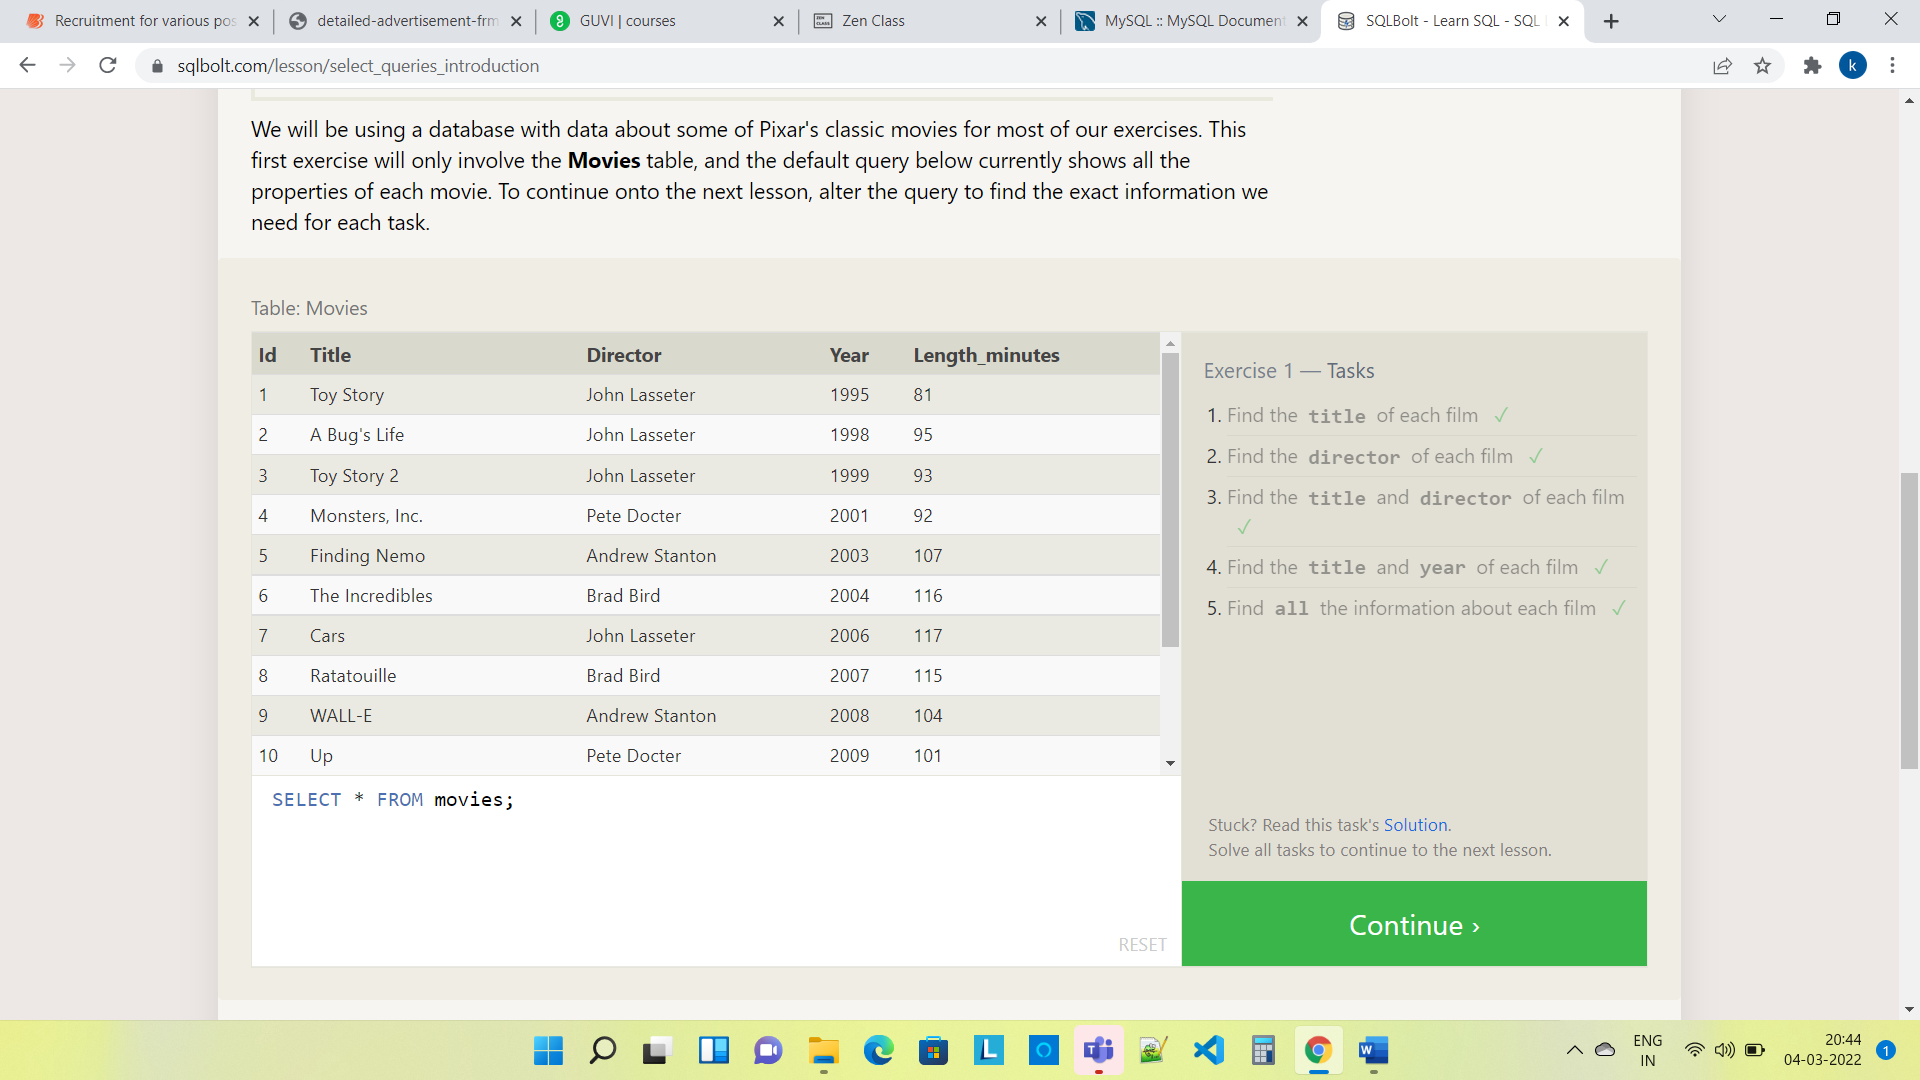 Recruitment for various pos
detailed-advertisement-frm
GUVI | courses
Zen Class
MySQL :: MySQL Document
SQLBolt - Learn SQL - SQL
sqlbolt.com/lesson/select_queries_introduction
k
We will be using a database with data about some of Pixar's classic movies for most of our exercises. This
first exercise will only involve the Movies table, and the default query below currently shows all the
properties of each movie. To continue onto the next lesson, alter the query to find the exact information we
need for each task.
Table: Movies
Id Title Director Year Length_minutes
1 Toy Story John Lasseter 1995 81
2 A Bug's Life John Lasseter 1998 95
3 Toy Story 2 John Lasseter 1999 93
4 Monsters, Inc. Pete Docter 2001 92
5 Finding Nemo Andrew Stanton 2003 107
6 The Incredibles Brad Bird 2004 116
7 Cars John Lasseter 2006 117
8 Ratatouille Brad Bird 2007 115
9 WALL-E Andrew Stanton 2008 104
10 Up Pete Docter 2009 101
SELECT * FROM movies;
RESET
Exercise 1 — Tasks
1. Find the title of each film ✓
2. Find the director of each film ✓
3. Find the title and director of each film
✓
4. Find the title and year of each film ✓
5. Find all the information about each film ✓
Stuck? Read this task's Solution.
Solve all tasks to continue to the next lesson.
Continue ›
ENG
IN
20:44
04-03-2022
1